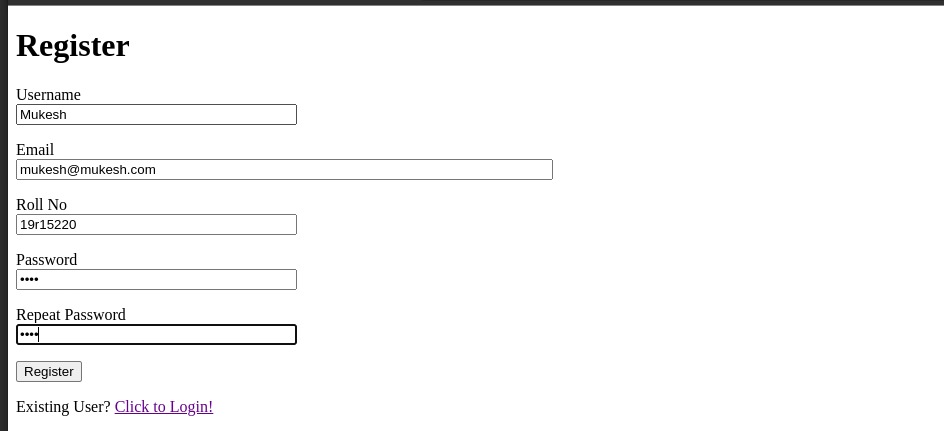 Register
Username
Mukesh
Email
mukesh@mukesh.com
Roll No
19r15220
Password
••••
Repeat Password
••••
Register
Existing User? Click to Login!